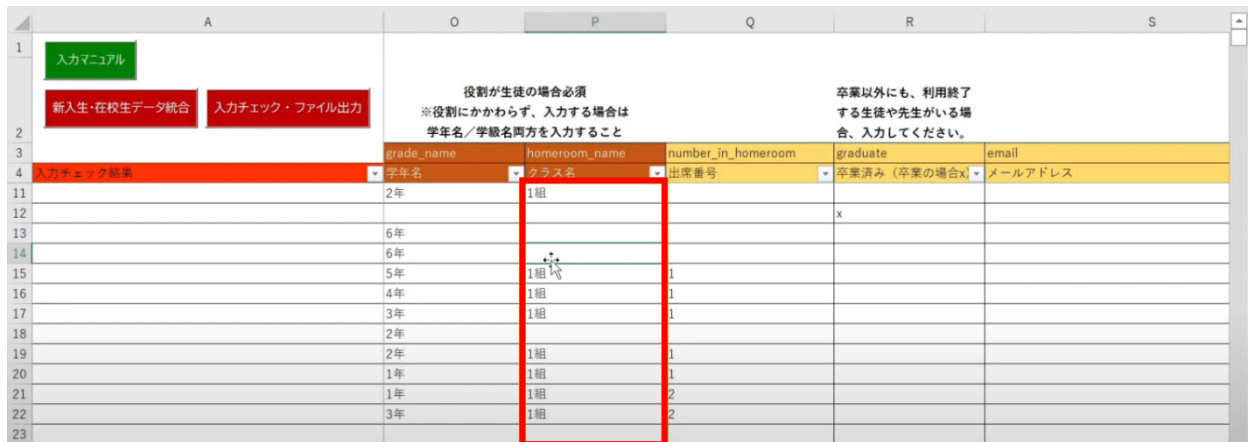 A O P Q R S
1
入力マニュアル
新入生・在校生データ統合 入力チェック・ファイル出力
役割が生徒の場合必須
※役割にかかわらず、入力する場合は
学年名／学級名両方を入力すること
卒業以外にも、利用終了
する生徒や先生がいる場
合、入力してください。
2
3 grade_name homeroom_name number_in_homeroom graduate email
4 入力チェック結果 学年名 クラス名 出席番号 卒業済み（卒業の場合x） メールアドレス
11 2年 1組
12 x
13 6年
14 6年
15 5年 1組 1
16 4年 1組 1
17 3年 1組 1
18 2年
19 2年 1組 1
20 1年 1組 1
21 1年 1組 2
22 3年 1組 2
23